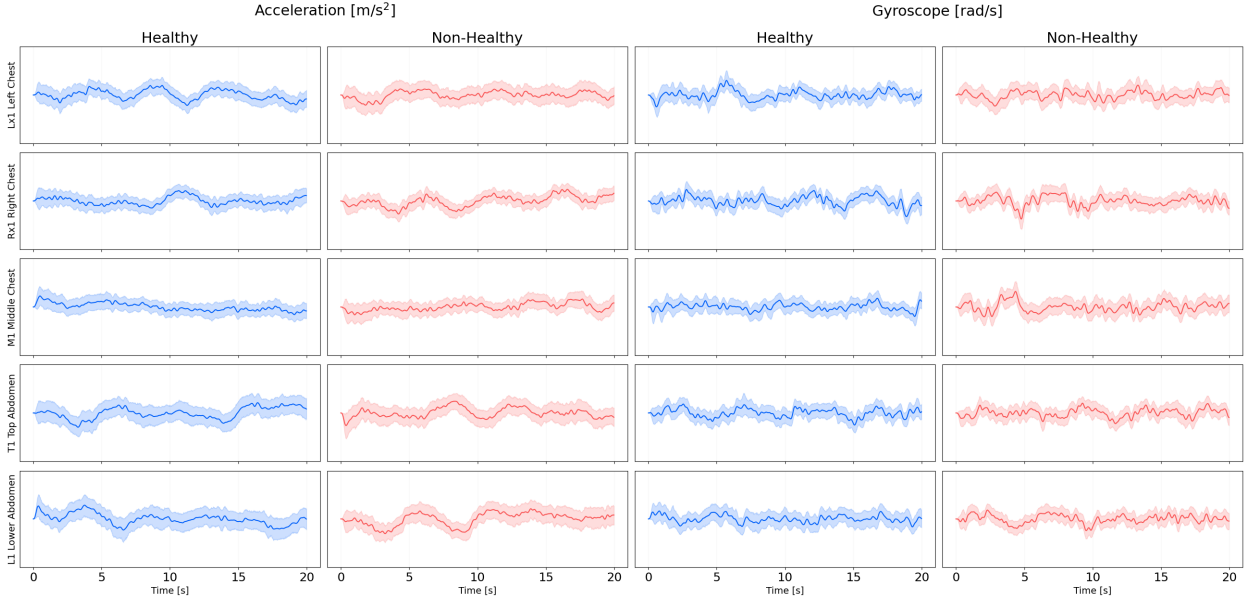 Acceleration [m/s²] Gyroscope [rad/s]
Healthy Non-Healthy Healthy Non-Healthy
Lx1 Left Chest
Rx1 Right Chest
M1 Middle Chest
T1 Top Abdomen
L1 Lower Abdomen
0 5 10 15 20 0 5 10 15 20 0 5 10 15 20 0 5 10 15 20
Time [s] Time [s] Time [s] Time [s]